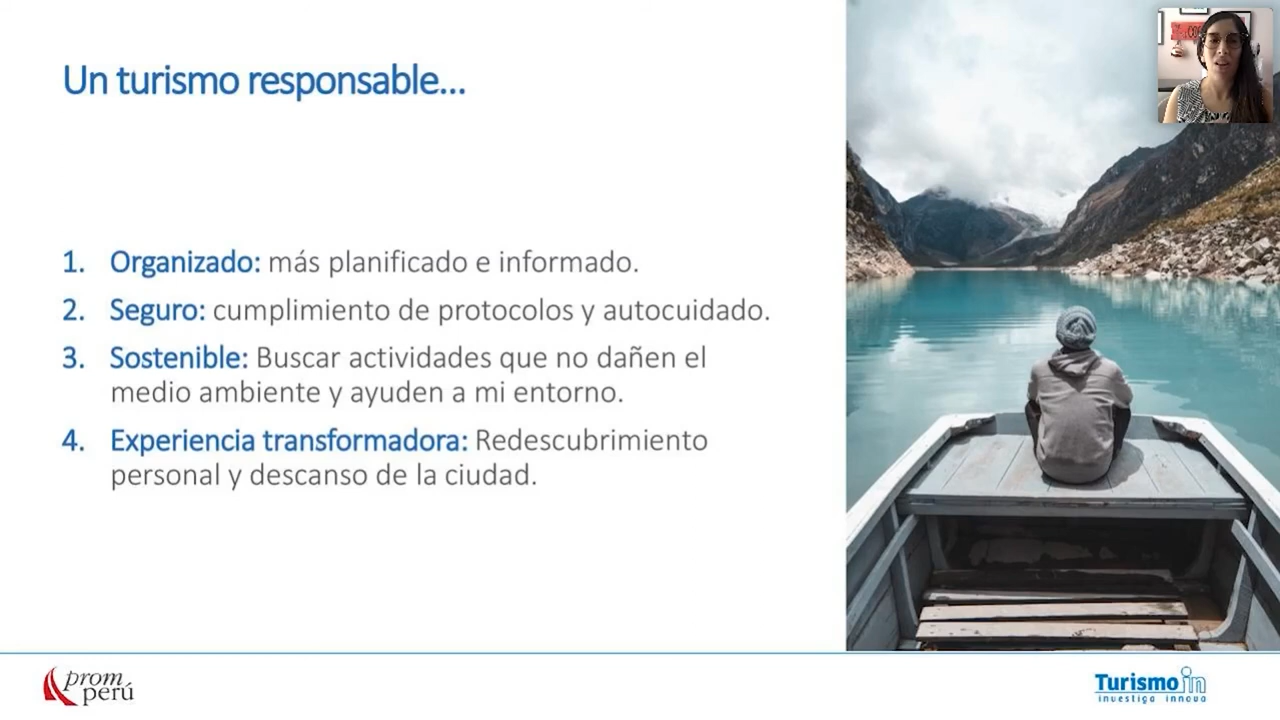 Un turismo responsable...
1. Organizado: más planificado e informado.
2. Seguro: cumplimiento de protocolos y autocuidado.
3. Sostenible: Buscar actividades que no dañen el
medio ambiente y ayuden a mi entorno.
4. Experiencia transformadora: Redescubrimiento
personal y descanso de la ciudad.
prom
perú
Turismo in
investiga innova